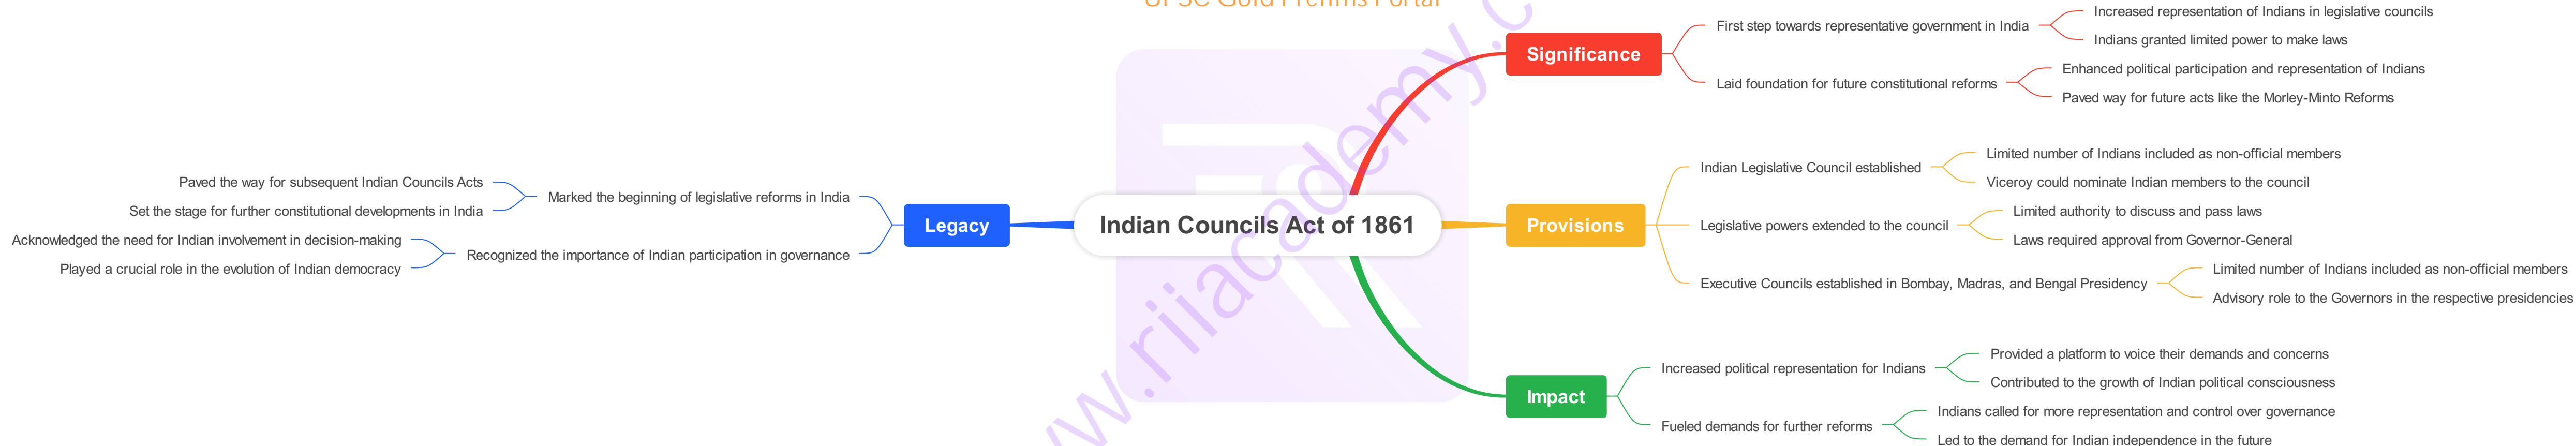 UPSC Gold Prelims Portal
Indian Councils Act of 1861
Significance
First step towards representative government in India
Increased representation of Indians in legislative councils
Indians granted limited power to make laws
Laid foundation for future constitutional reforms
Enhanced political participation and representation of Indians
Paved way for future acts like the Morley-Minto Reforms
Provisions
Indian Legislative Council established
Limited number of Indians included as non-official members
Viceroy could nominate Indian members to the council
Legislative powers extended to the council
Limited authority to discuss and pass laws
Laws required approval from Governor-General
Executive Councils established in Bombay, Madras, and Bengal Presidency
Limited number of Indians included as non-official members
Advisory role to the Governors in the respective presidencies
Impact
Increased political representation for Indians
Provided a platform to voice their demands and concerns
Contributed to the growth of Indian political consciousness
Fueled demands for further reforms
Indians called for more representation and control over governance
Led to the demand for Indian independence in the future
Legacy
Marked the beginning of legislative reforms in India
Paved the way for subsequent Indian Councils Acts
Set the stage for further constitutional developments in India
Recognized the importance of Indian participation in governance
Acknowledged the need for Indian involvement in decision-making
Played a crucial role in the evolution of Indian democracy